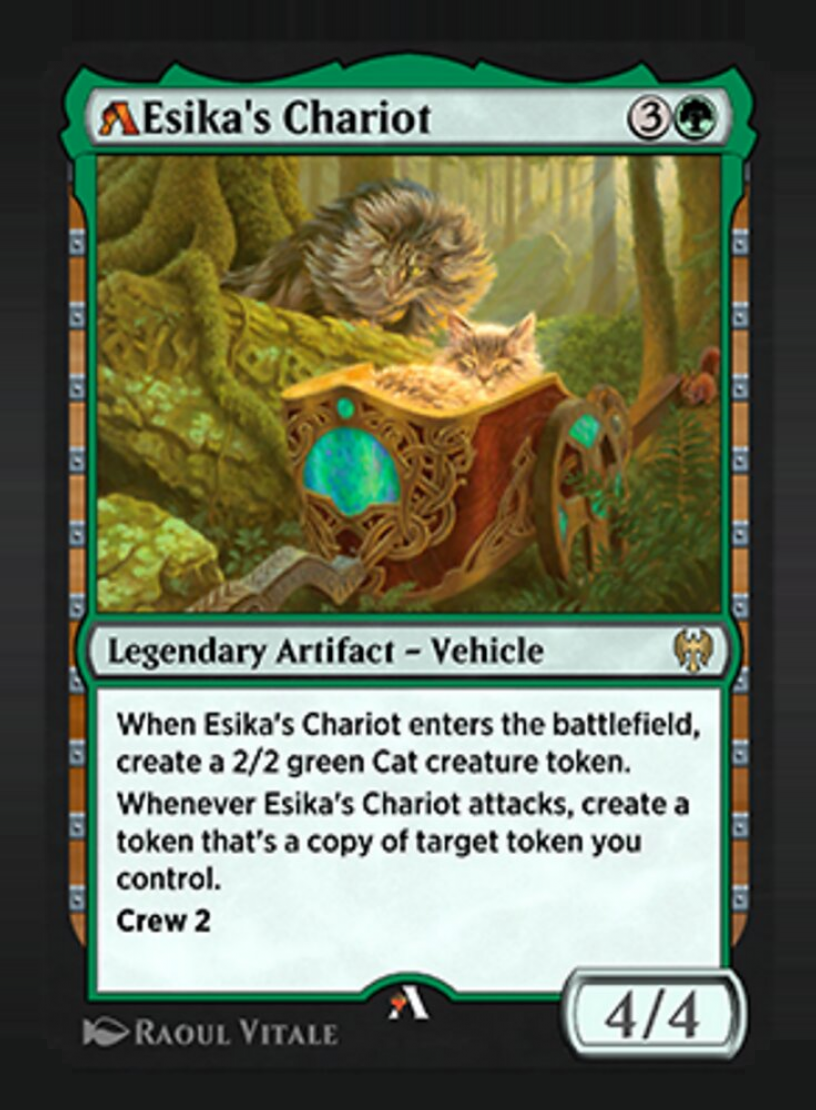 Esika's Chariot 3
Legendary Artifact – Vehicle
When Esika's Chariot enters the battlefield,
create a 2/2 green Cat creature token.
Whenever Esika's Chariot attacks, create a
token that's a copy of target token you
control.
Crew 2
4/4
Raoul Vitale